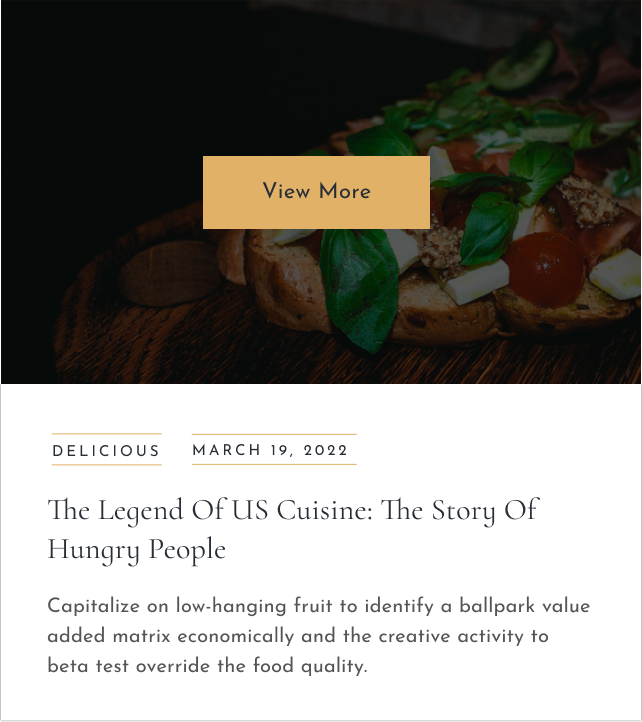 View More
DELICIOUS
MARCH 19, 2022
The Legend Of US Cuisine: The Story Of
Hungry People
Capitalize on low-hanging fruit to identify a ballpark value
added matrix economically and the creative activity to
beta test override the food quality.